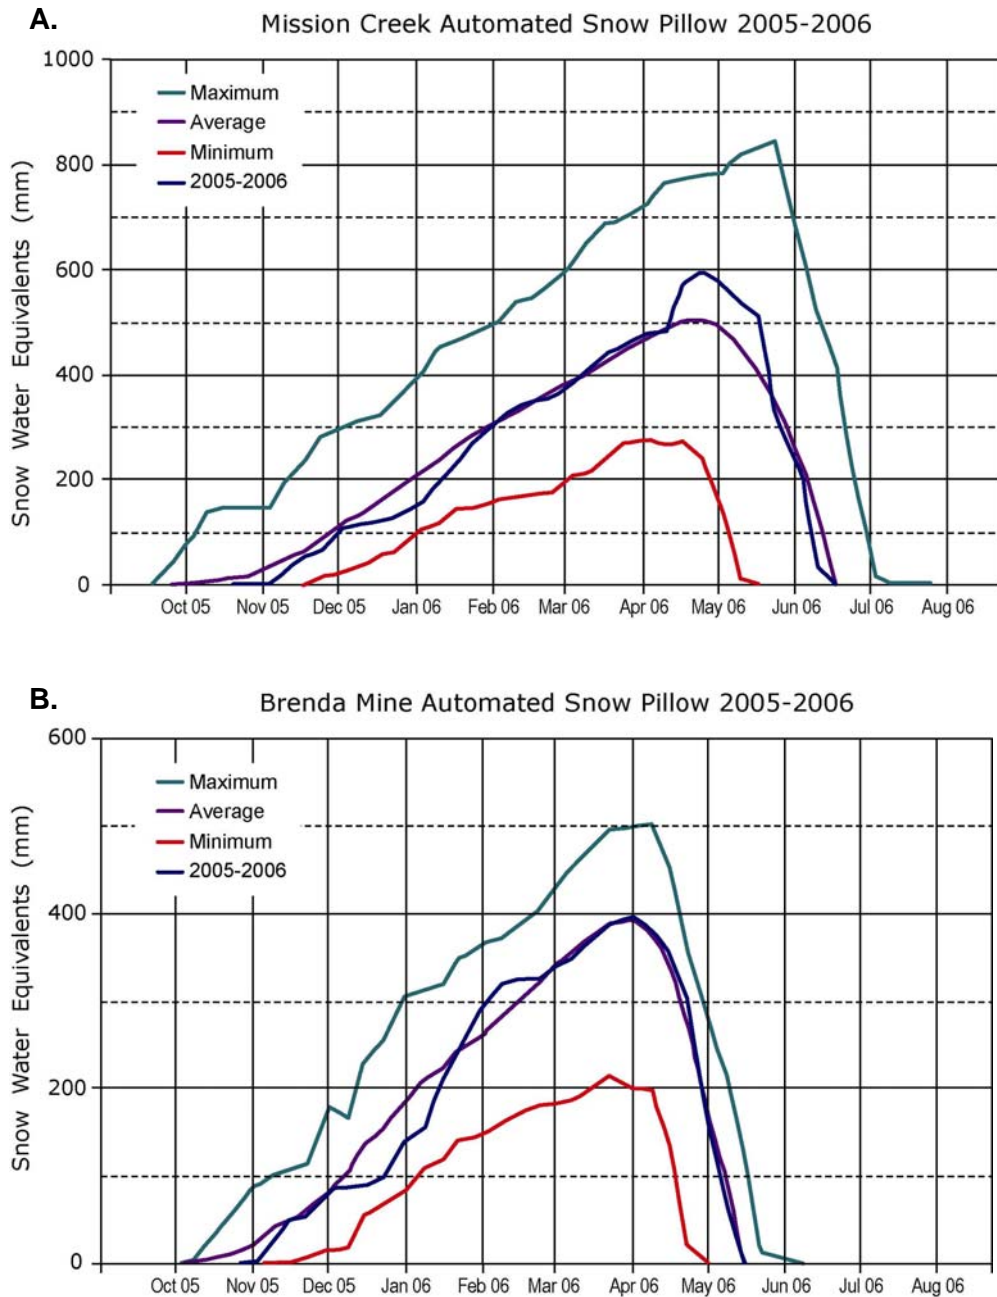 A.
Mission Creek Automated Snow Pillow 2005-2006
1000
Maximum
Average
Minimum
2005-2006
800
600
400
200
0
Snow Water Equivalents (mm)
Oct 05 Nov 05 Dec 05 Jan 06 Feb 06 Mar 06 Apr 06 May 06 Jun 06 Jul 06 Aug 06
B.
Brenda Mine Automated Snow Pillow 2005-2006
600
Maximum
Average
Minimum
2005-2006
400
200
0
Snow Water Equivalents (mm)
Oct 05 Nov 05 Dec 05 Jan 06 Feb 06 Mar 06 Apr 06 May 06 Jun 06 Jul 06 Aug 06